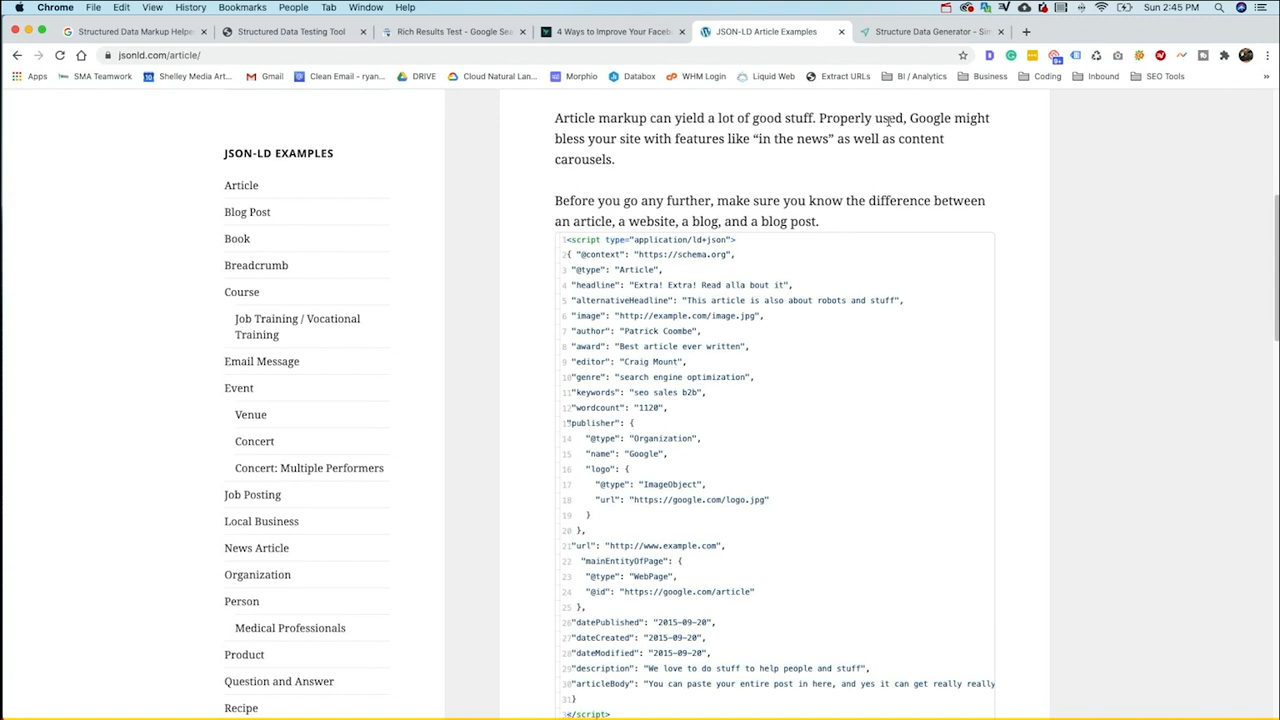 Chrome File Edit View History Bookmarks People Tab Window Help Sun 2:45 PM
Structured Data Markup Helpe Structured Data Testing Tool Rich Results Test - Google Sea 4 Ways to Improve Your Faceb JSON-LD Article Examples Structure Data Generator - Sim
jsonld.com/article/
Apps SMA Teamwork Shelley Media Art... Gmail Clean Email - ryan... DRIVE Cloud Natural Lan... Morphio Databox WHM Login Liquid Web Extract URLs BI / Analytics Business Coding Inbound SEO Tools
Article markup can yield a lot of good stuff. Properly used, Google might
bless your site with features like “in the news” as well as content
carousels.
Before you go any further, make sure you know the difference between
an article, a website, a blog, and a blog post.
JSON-LD EXAMPLES
Article
Blog Post
Book
Breadcrumb
Course
Job Training / Vocational
Training
Email Message
Event
Venue
Concert
Concert: Multiple Performers
Job Posting
Local Business
News Article
Organization
Person
Medical Professionals
Product
Question and Answer
Recipe
1 <script type="application/ld+json">
2 { "@context": "https://schema.org",
3 "@type": "Article",
4 "headline": "Extra! Extra! Read alla bout it",
5 "alternativeHeadline": "This article is also about robots and stuff",
6 "image": "http://example.com/image.jpg",
7 "author": "Patrick Coombe",
8 "award": "Best article ever written",
9 "editor": "Craig Mount",
10 "genre": "search engine optimization",
11 "keywords": "seo sales b2b",
12 "wordcount": "1120",
13 "publisher": {
14 "@type": "Organization",
15 "name": "Google",
16 "logo": {
17 "@type": "ImageObject",
18 "url": "https://google.com/logo.jpg"
19 }
20 },
21 "url": "http://www.example.com",
22 "mainEntityOfPage": {
23 "@type": "WebPage",
24 "@id": "https://google.com/article"
25 },
26 "datePublished": "2015-09-20",
27 "dateCreated": "2015-09-20",
28 "dateModified": "2015-09-20",
29 "description": "We love to do stuff to help people and stuff",
30 "articleBody": "You can paste your entire post in here, and yes it can get really really
31 }
3 </script>